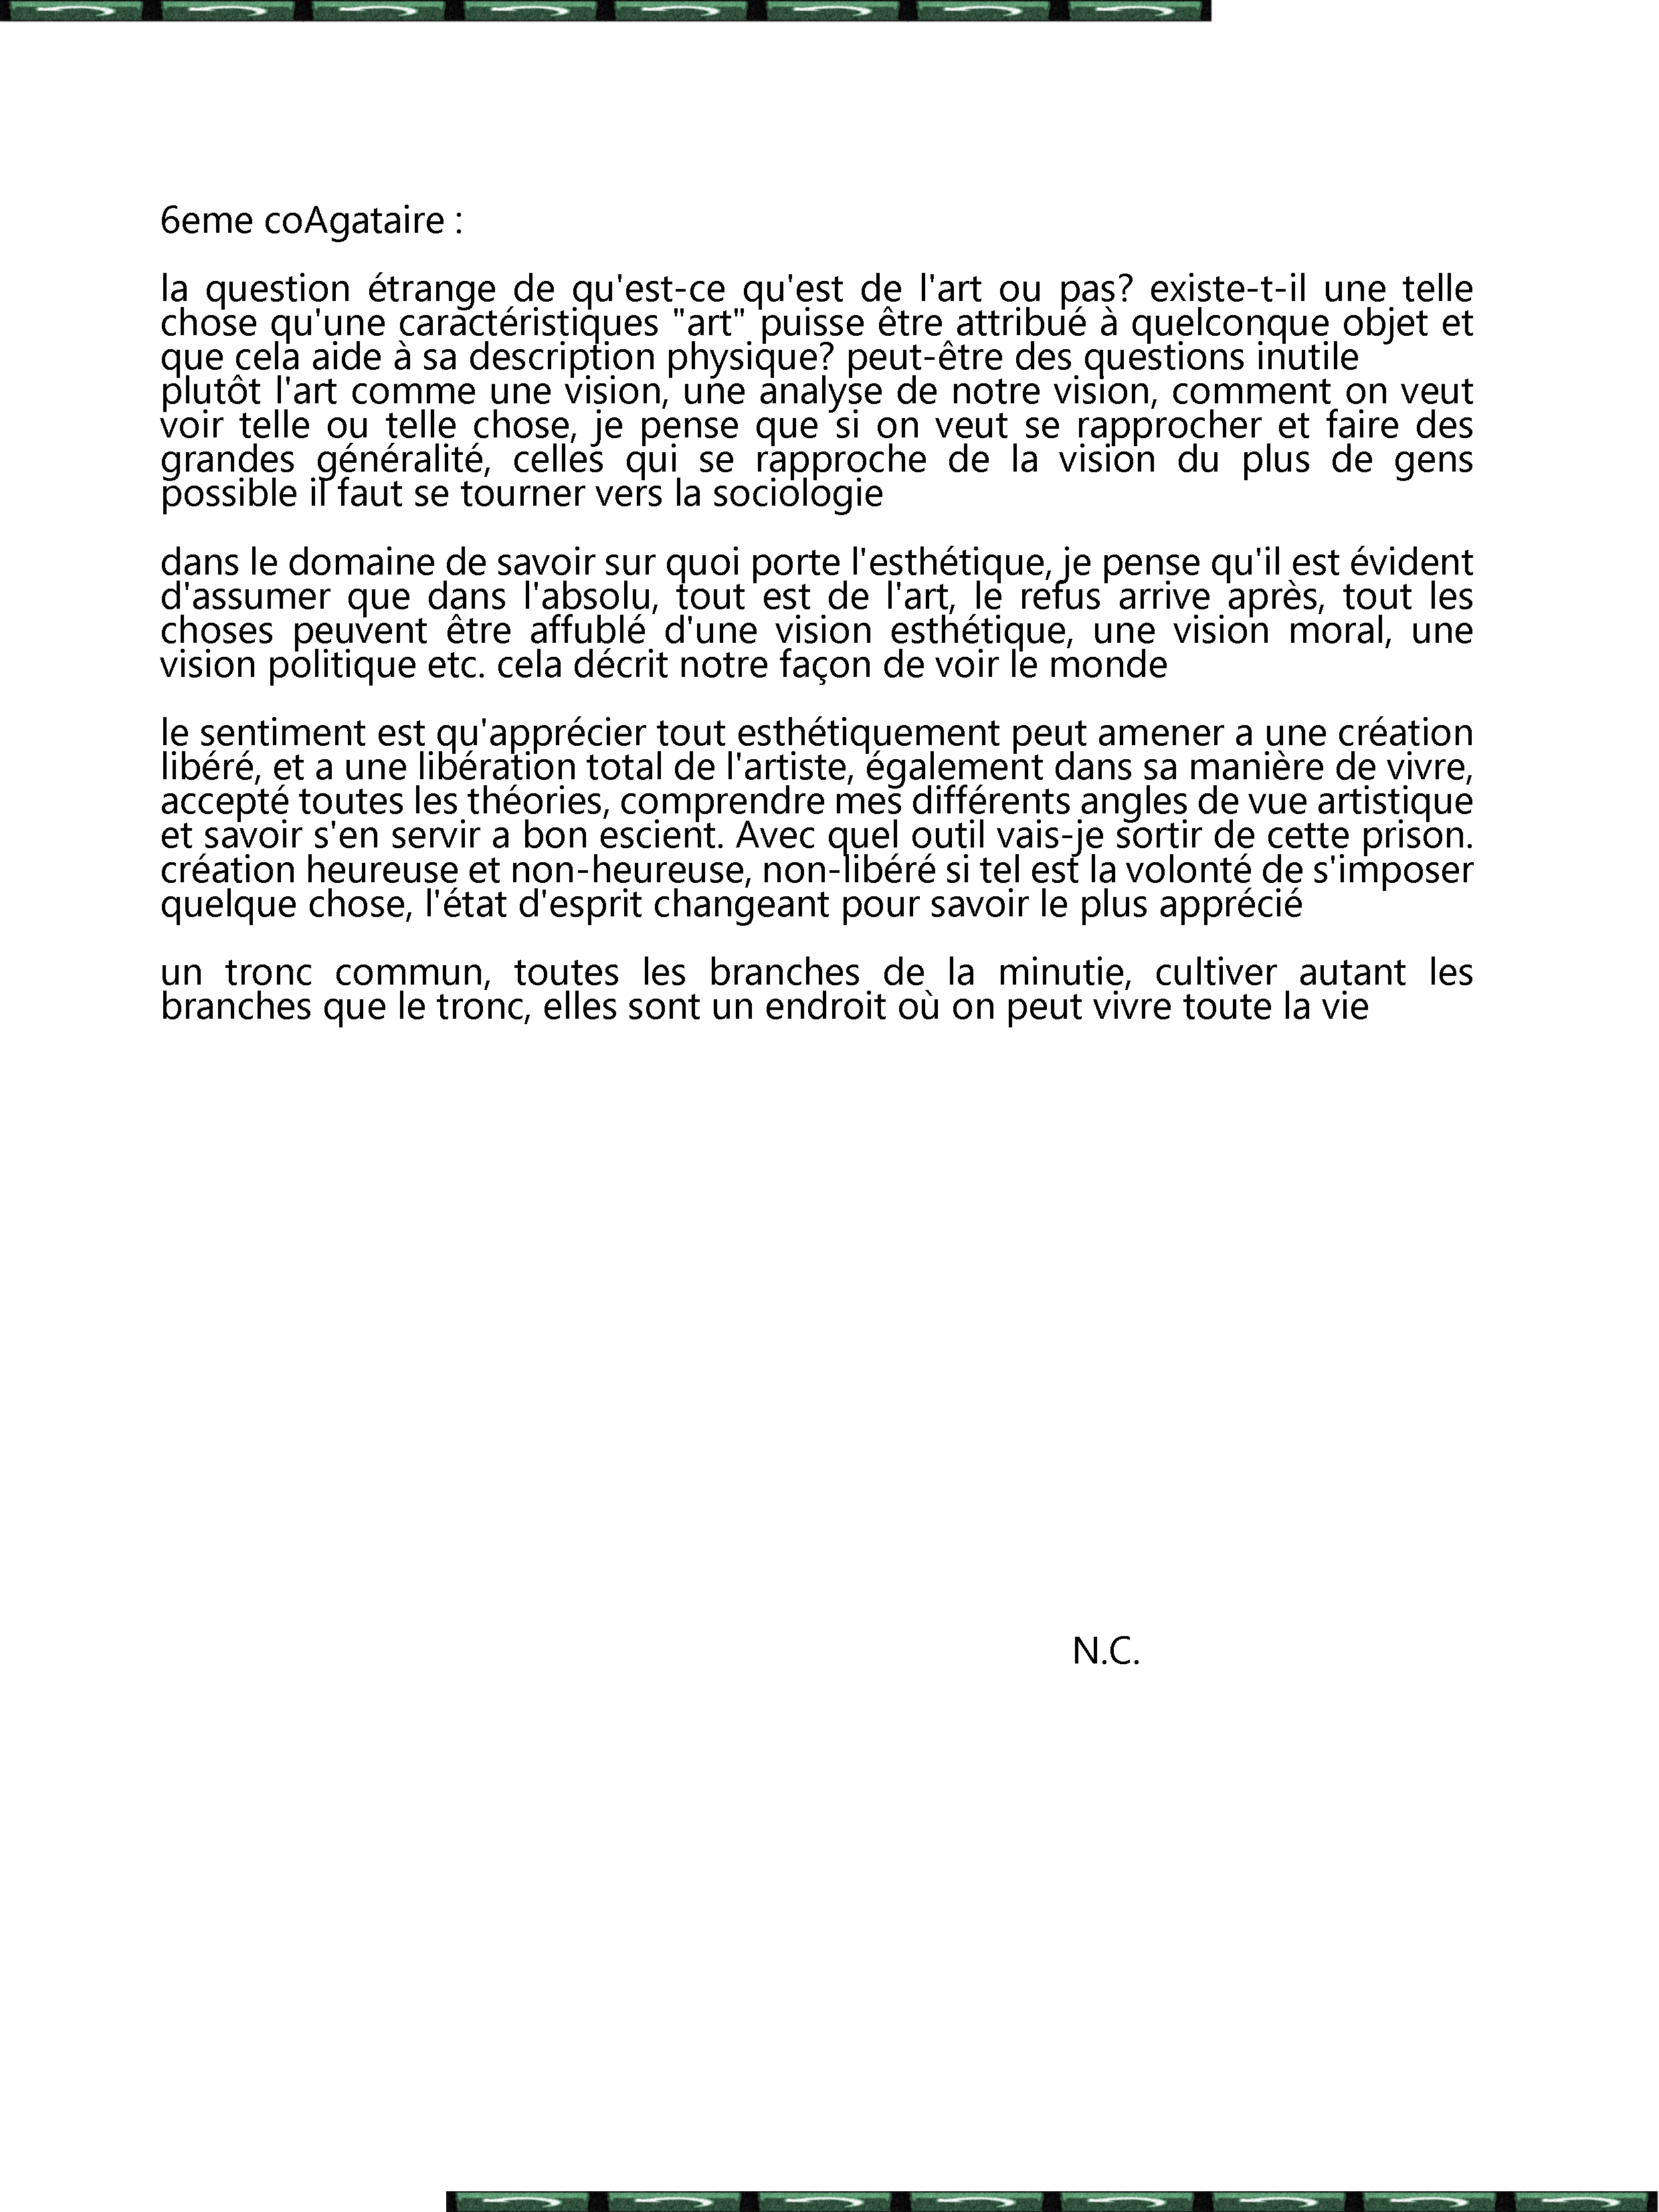 6eme coAgataire :
la question étrange de qu'est-ce qu'est de l'art ou pas? existe-t-il une telle
chose qu'une caractéristiques "art" puisse être attribué à quelconque objet et
que cela aide à sa description physique? peut-être des questions inutile
plutôt l'art comme une vision, une analyse de notre vision, comment on veut
voir telle ou telle chose, je pense que si on veut se rapprocher et faire des
grandes généralité, celles qui se rapproche de la vision du plus de gens
possible il faut se tourner vers la sociologie
dans le domaine de savoir sur quoi porte l'esthétique, je pense qu'il est évident
d'assumer que dans l'absolu, tout est de l'art, le refus arrive après, tout les
choses peuvent être affublé d'une vision esthétique, une vision moral, une
vision politique etc. cela décrit notre façon de voir le monde
le sentiment est qu'apprécier tout esthétiquement peut amener a une création
libéré, et a une libération total de l'artiste, également dans sa manière de vivre,
accepté toutes les théories, comprendre mes différents angles de vue artistique
et savoir s'en servir a bon escient. Avec quel outil vais-je sortir de cette prison.
création heureuse et non-heureuse, non-libéré si tel est la volonté de s'imposer
quelque chose, l'état d'esprit changeant pour savoir le plus apprécié
un tronc commun, toutes les branches de la minutie, cultiver autant les
branches que le tronc, elles sont un endroit où on peut vivre toute la vie
N.C.